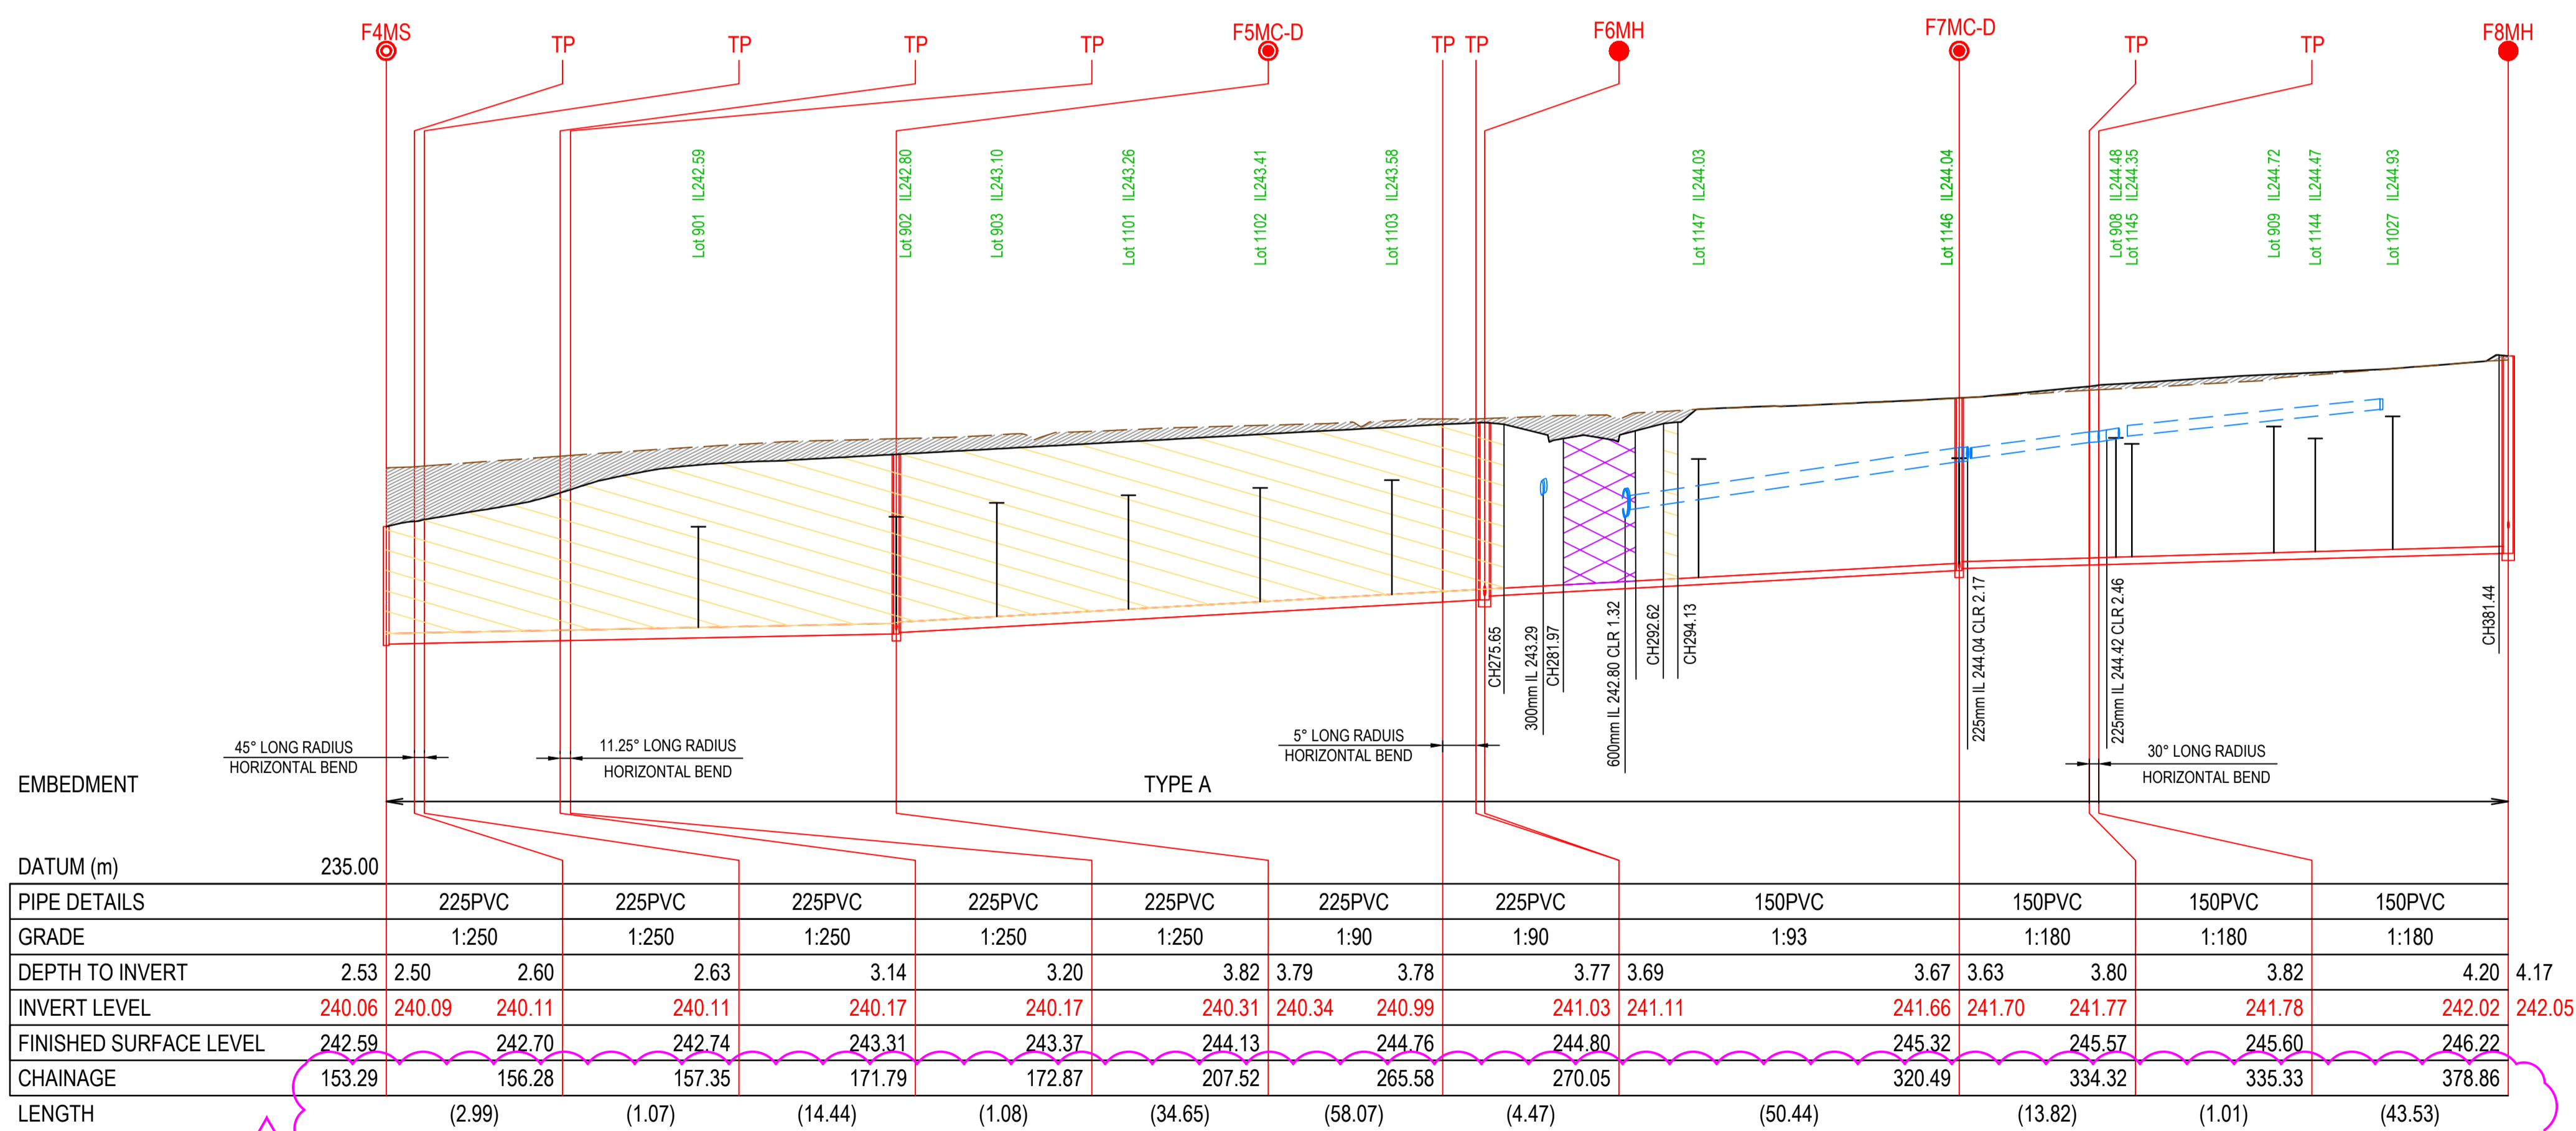 F4MS TP TP TP TP F5MC-D TP TP F6MH F7MC-D TP TP F8MH
Lot 901 IL242.59
Lot 902 IL242.80
Lot 903 IL243.10
Lot 1101 IL243.26
Lot 1102 IL243.41
Lot 1103 IL243.58
Lot 1147 IL244.03
Lot 1146 IL244.04
Lot 908 IL244.48
Lot 1145 IL244.35
Lot 909 IL244.72
Lot 1144 IL244.47
Lot 1027 IL244.93
CH275.65
300mm IL 243.29
CH281.97
600mm IL 242.80 CLR 1.32
CH292.62
CH294.13
225mm IL 244.04 CLR 2.17
225mm IL 244.42 CLR 2.46
CH381.44
45° LONG RADIUS
HORIZONTAL BEND
11.25° LONG RADIUS
HORIZONTAL BEND
5° LONG RADUIS
HORIZONTAL BEND
30° LONG RADIUS
HORIZONTAL BEND
EMBEDMENT TYPE A
DATUM (m) 235.00
PIPE DETAILS 225PVC 225PVC 225PVC 225PVC 225PVC 225PVC 225PVC 150PVC 150PVC 150PVC 150PVC
GRADE 1:250 1:250 1:250 1:250 1:250 1:90 1:90 1:93 1:180 1:180 1:180
DEPTH TO INVERT 2.53 2.50 2.60 2.63 3.14 3.20 3.82 3.79 3.78 3.77 3.69 3.67 3.63 3.80 3.82 4.20 4.17
INVERT LEVEL 240.06 240.09 240.11 240.11 240.17 240.17 240.31 240.34 240.99 241.03 241.11 241.66 241.70 241.77 241.78 242.02 242.05
FINISHED SURFACE LEVEL 242.59 242.70 242.74 243.31 243.37 244.13 244.76 244.80 245.32 245.57 245.60 246.22
CHAINAGE 153.29 156.28 157.35 171.79 172.87 207.52 265.58 270.05 320.49 334.32 335.33 378.86
LENGTH (2.99) (1.07) (14.44) (1.08) (34.65) (58.07) (4.47) (50.44) (13.82) (1.01) (43.53)